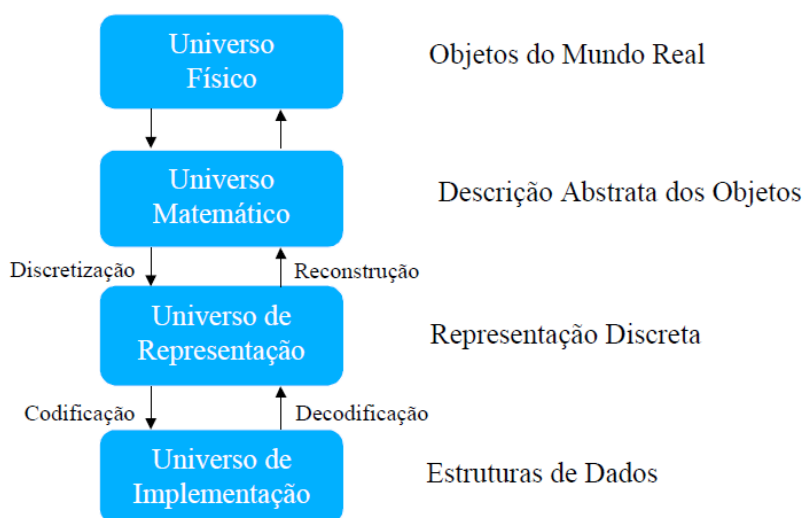 Universo
Físico
Objetos do Mundo Real
Universo
Matemático
Descrição Abstrata dos Objetos
Discretização
Reconstrução
Universo de
Representação
Representação Discreta
Codificação
Decodificação
Universo de
Implementação
Estruturas de Dados